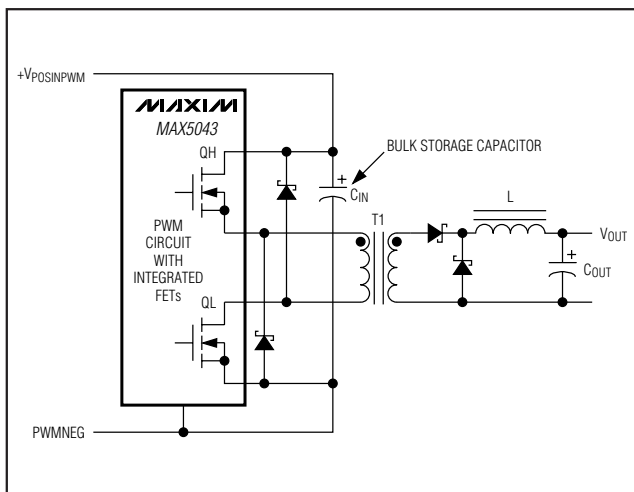 +VPOSINPWM
MAXIM
MAX5043
QH
BULK STORAGE CAPACITOR
+
CIN
T1
L
VOUT
PWM
CIRCUIT
WITH
INTEGRATED
FETs
+
COUT
QL
PWMNEG